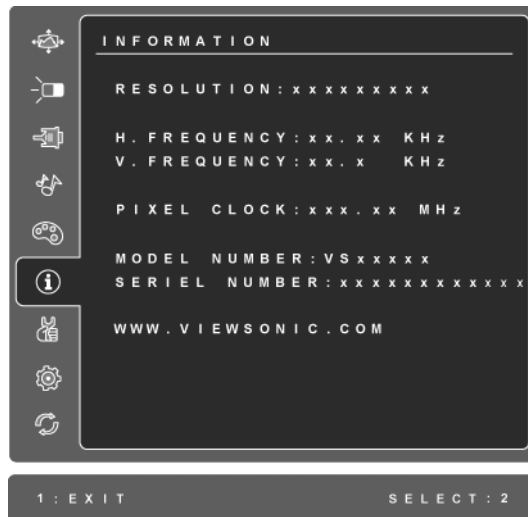 INFORMATION
RESOLUTION:xxxxxxxxx
H.FREQUENCY:xx.xx KHz
V.FREQUENCY:xx.x KHz
PIXEL CLOCK:xxx.xx MHz
MODEL NUMBER:VSxxxxx
SERIEL NUMBER:xxxxxxxxxxxx
WWW.VIEWSONIC.COM
1:EXIT SELECT:2